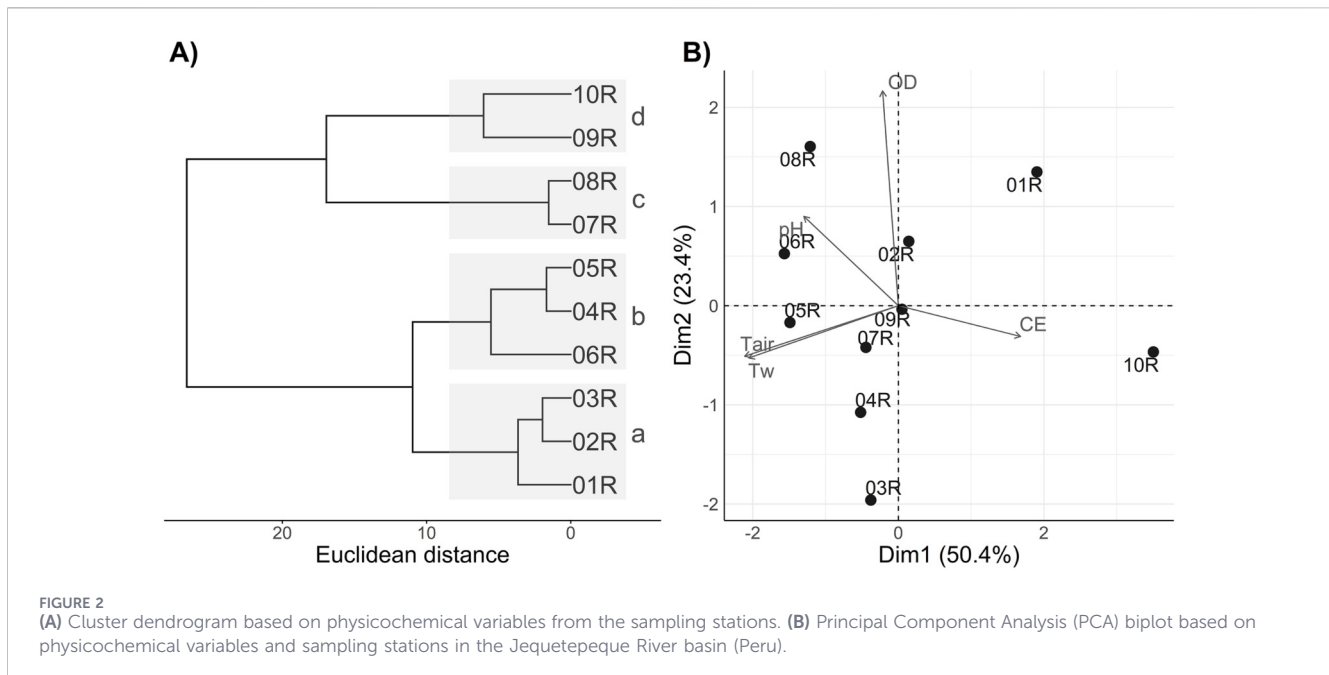 A)
10R
09R
d
08R
07R
c
05R
04R
06R
b
03R
02R
01R
a
20
10
0
Euclidean distance
B)
OD
08R
01R
pH
06R
02R
05R
09R
CE
07R
Tair
Tw
10R
04R
03R
2
1
0
-1
-2
Dim2 (23.4%)
-2
0
2
Dim1 (50.4%)
FIGURE 2
(A) Cluster dendrogram based on physicochemical variables from the sampling stations. (B) Principal Component Analysis (PCA) biplot based on
physicochemical variables and sampling stations in the Jequetepeque River basin (Peru).